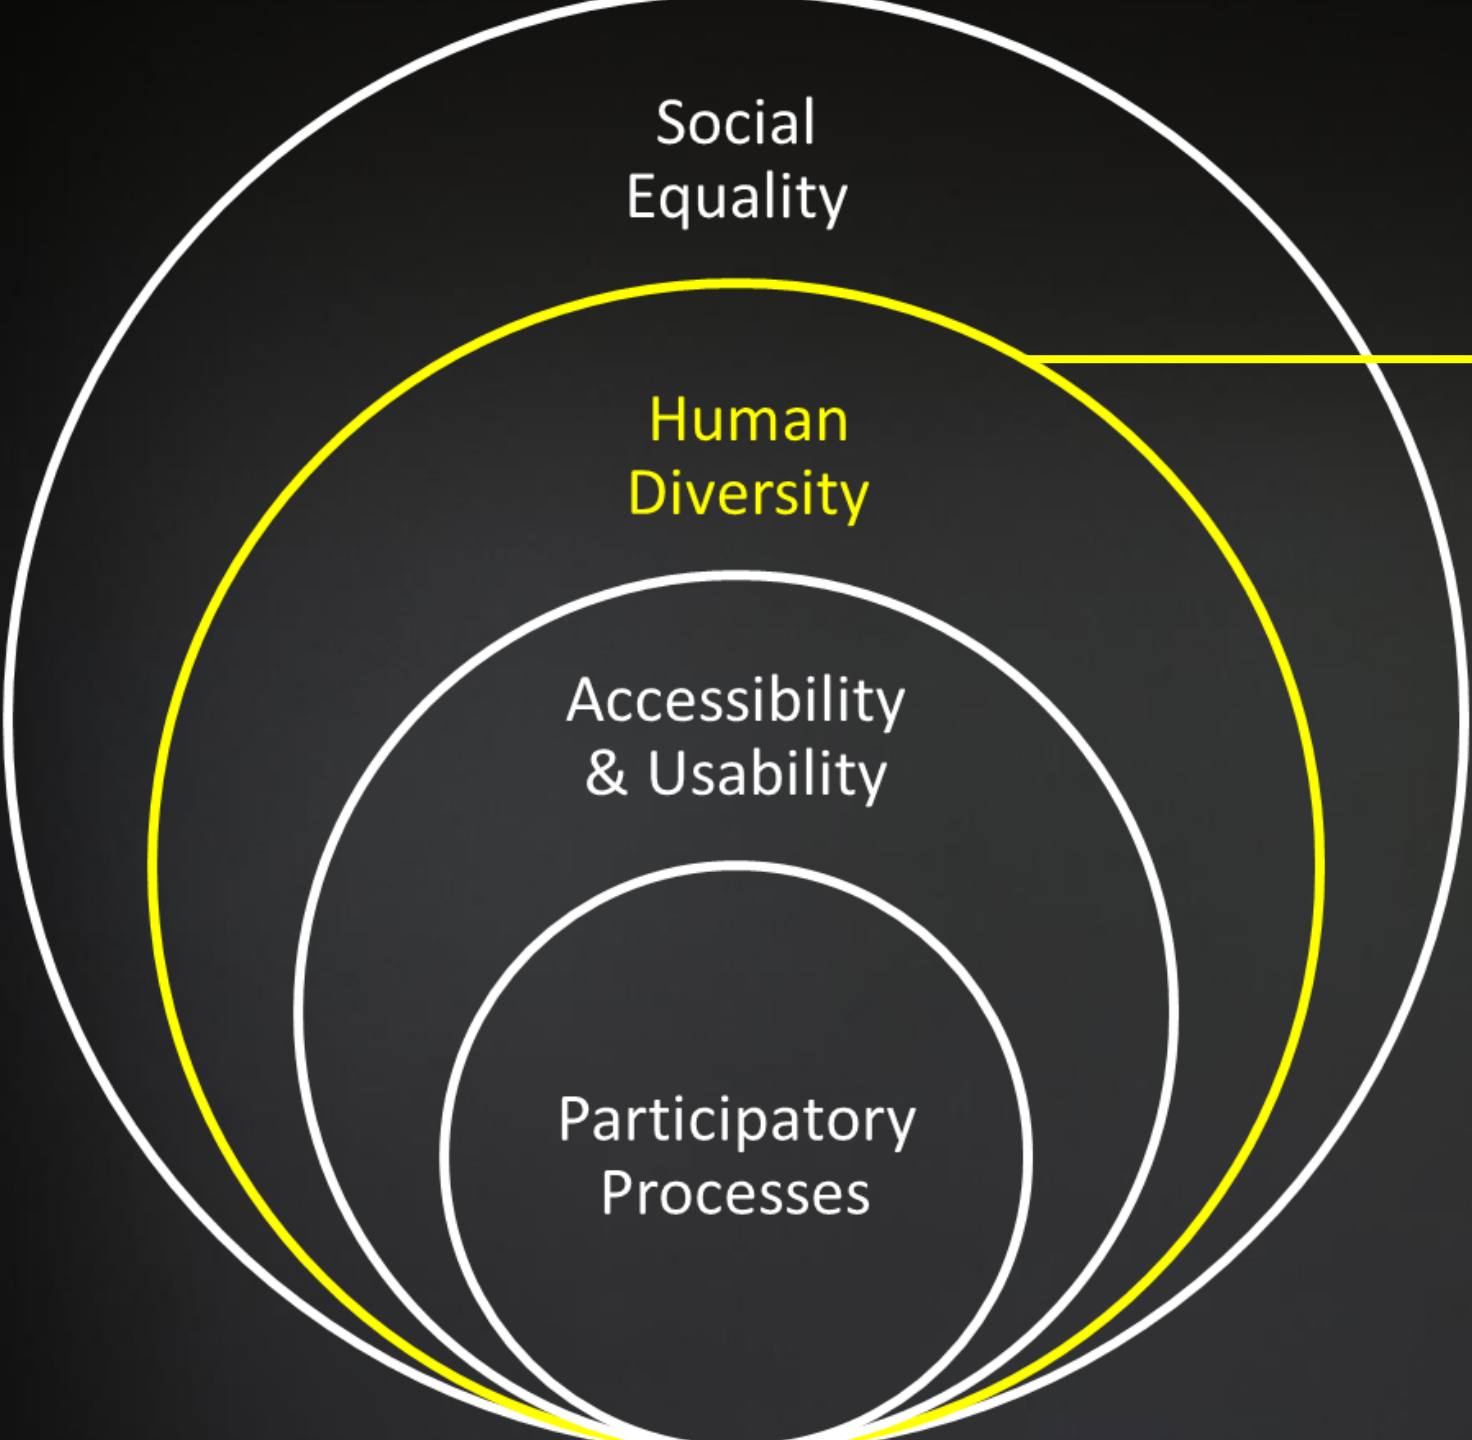 Social
Equality
Human
Diversity
Accessibility
& Usability
Participatory
Processes